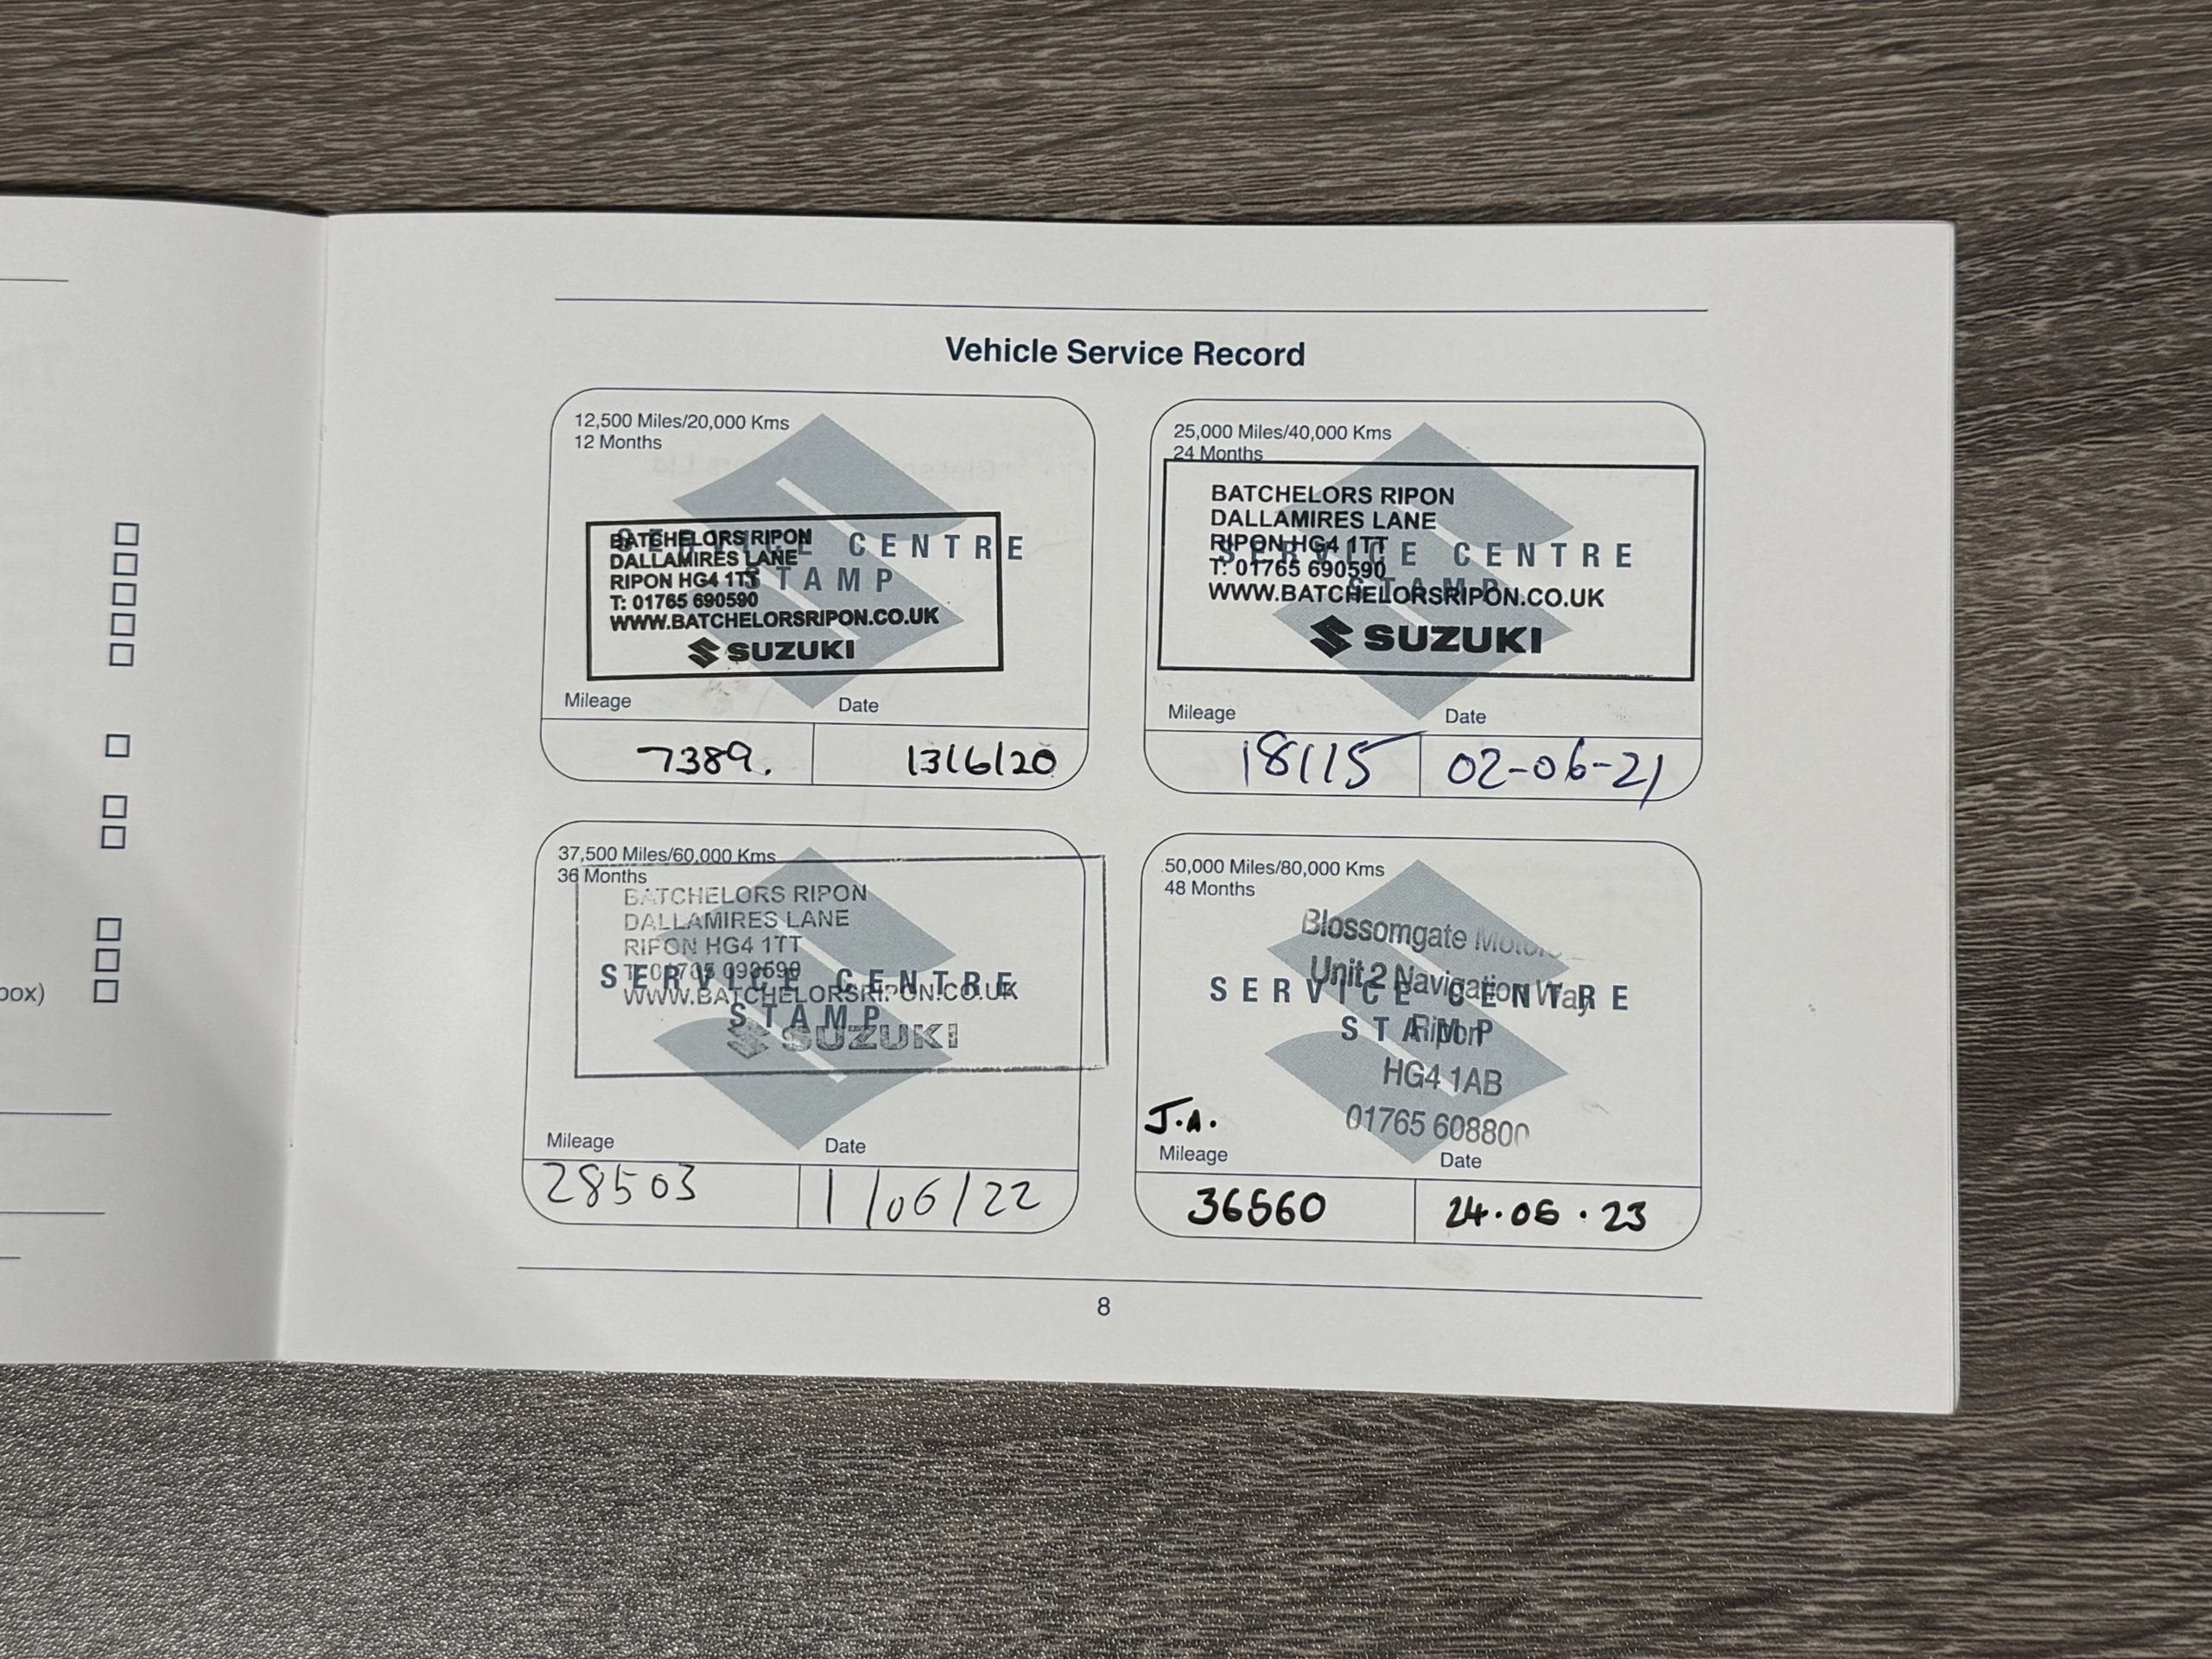 Vehicle Service Record
12,500 Miles/20,000 Kms
12 Months
SERVICE CENTRE
STAMP
BATCHELORS RIPON
DALLAMIRES LANE
RIPON HG4 1TT
T: 01765 690590
WWW.BATCHELORSRIPON.CO.UK
SUZUKI
Mileage
Date
7389.
13/6/20
25,000 Miles/40,000 Kms
24 Months
SERVICE CENTRE
STAMP
BATCHELORS RIPON
DALLAMIRES LANE
RIPON HG4 1TT
T: 01765 690590
WWW.BATCHELORSRIPON.CO.UK
SUZUKI
Mileage
Date
18115
02-06-21
37,500 Miles/60,000 Kms
36 Months
SERVICE CENTRE
STAMP
BATCHELORS RIPON
DALLAMIRES LANE
RIPON HG4 1TT
WWW.BATCHELORSRIPON.CO.UK
SUZUKI
Mileage
Date
28503
1/06/22
50,000 Miles/80,000 Kms
48 Months
SERVICE CENTRE
STAMP
Blossomgate Motors
Unit 2 Navigation Way
Ripon
HG4 1AB
01765 608800
J.A.
Mileage
Date
box)
8